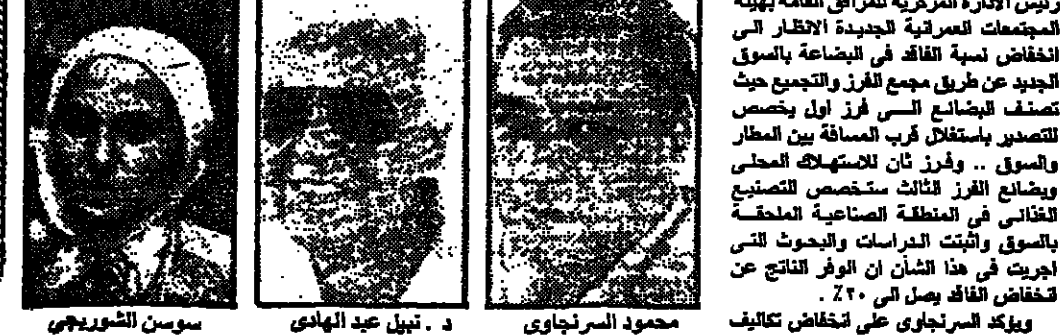 رئيس الادارة المركزية للمرافق العامة بهيئة
المجتمعات العمرانية الجديدة الانظار الى
انخفاض نسبة الفاقد فى البضاعة بالسوق
الجديد عن طريق مجمع الفرز والتجميع حيث
تصنف البضائع الـى فرز اول يخصص
للتصدير باستغلال قرب المسافة بين المطار
والسوق .. وفرز ثان للاستهلاك المحلى
وبضائع الفرز الثالث ستخصص للتصنيع
الغذائى فى المنطقة الصناعية الملحقـة
بالسوق واثبتت الدراسات والبحوث التـى
اجريت فى هذا الشأن ان الوفر الناتج عن
انخفاض الفاقد يصل الى ٣٠٪ .
ويؤكد السرنجاوى على انخفاض تكاليف
محمود السرنجاوى
د . نبيل عبد الهادى
سوسن الشوربجى